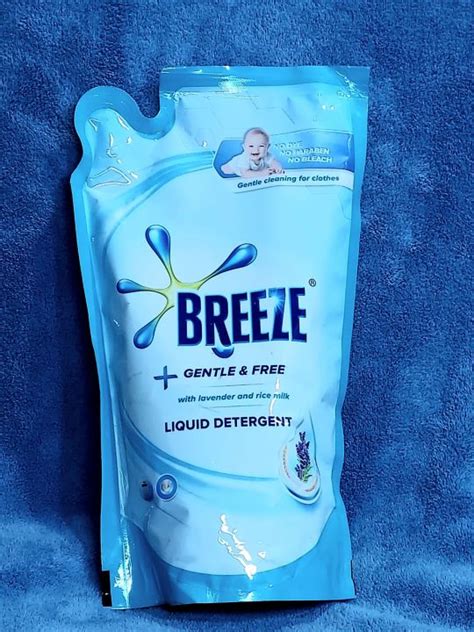 NO DYE
NO PARABEN
NO BLEACH
Gentle cleaning for clothes
BREEZE®
+ GENTLE & FREE
with lavender and rice milk
LIQUID DETERGENT